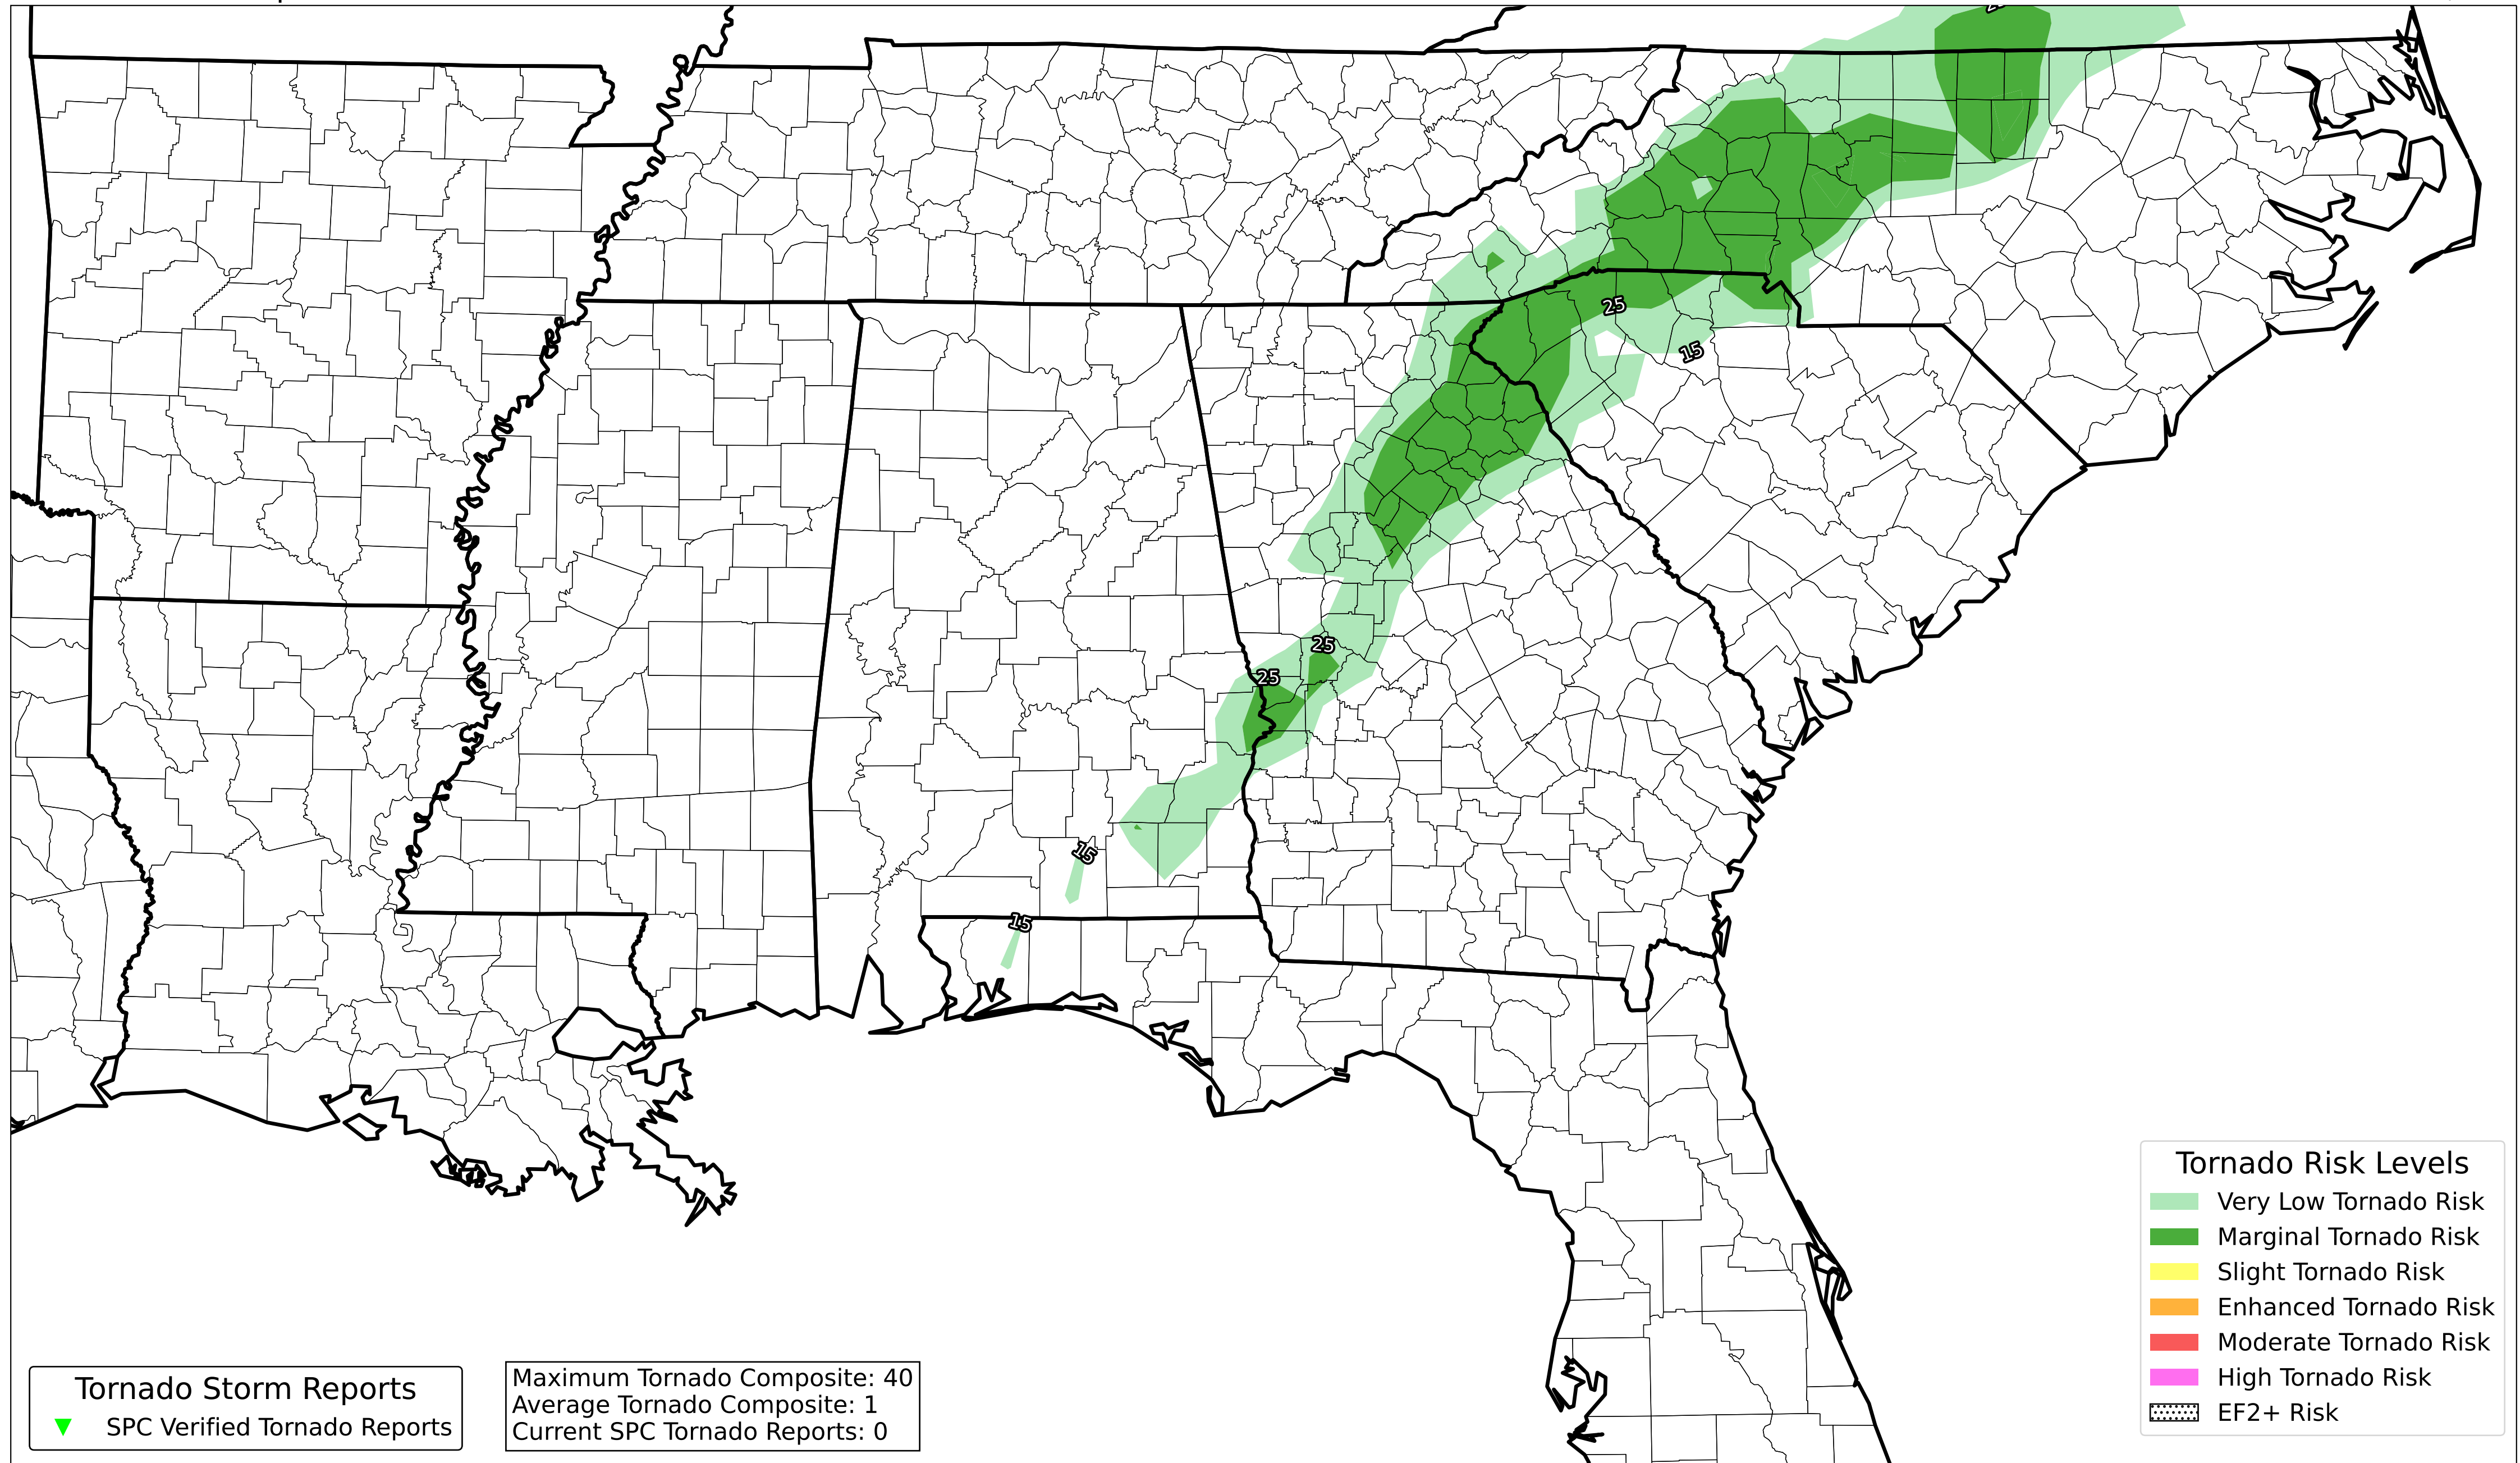 25
15
25
25
15
15
Tornado Risk Levels
Very Low Tornado Risk
Marginal Tornado Risk
Slight Tornado Risk
Enhanced Tornado Risk
Moderate Tornado Risk
High Tornado Risk
EF2+ Risk
Tornado Storm Reports
SPC Verified Tornado Reports
Maximum Tornado Composite: 40
Average Tornado Composite: 1
Current SPC Tornado Reports: 0